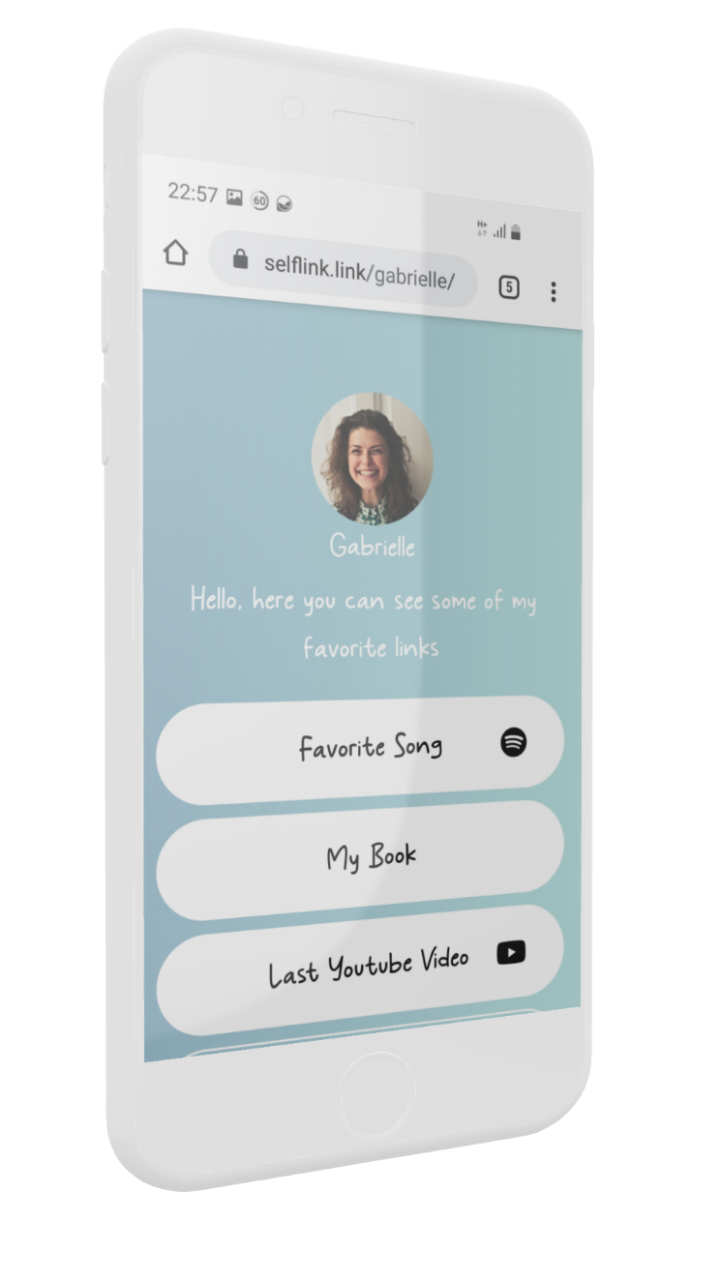 22:57
60
H+
selflink.link/gabrielle/
5
Gabrielle
Hello, here you can see some of my
favorite links
Favorite Song
My Book
Last Youtube Video